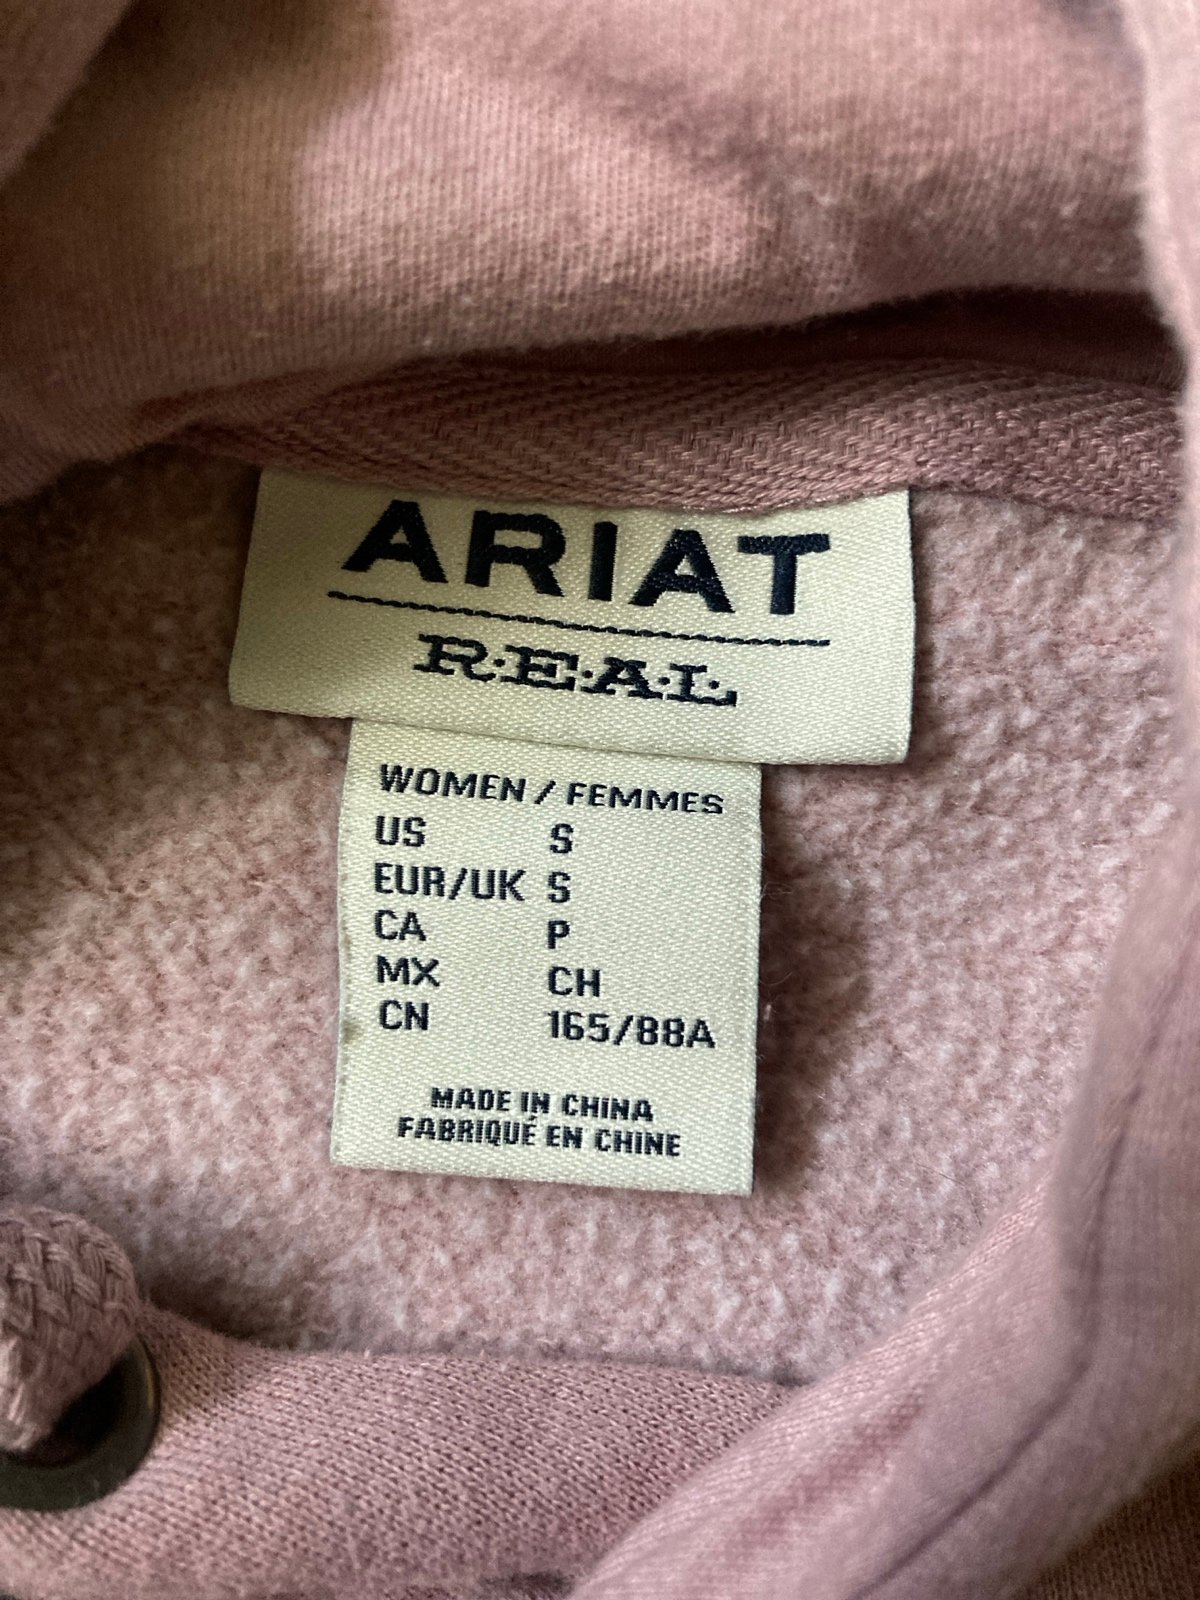 ARIAT
R·E·A·L·
WOMEN / FEMMES
US S
EUR/UK S
CA P
MX CH
CN 165/88A
MADE IN CHINA
FABRIQUÉ EN CHINE